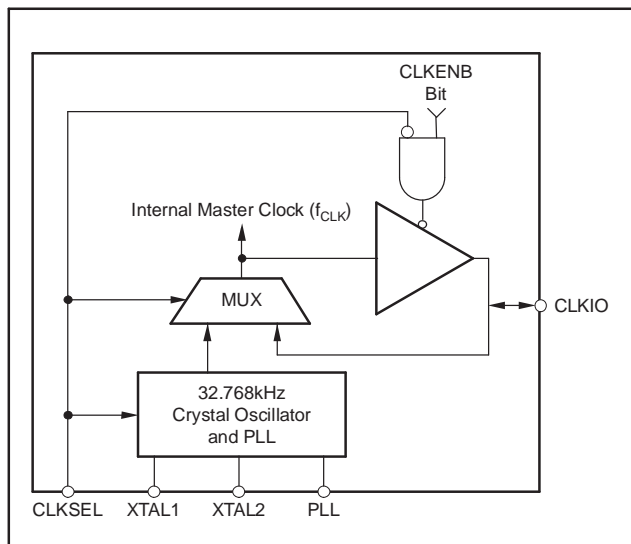 CLKENB
Bit
Internal Master Clock (fCLK)
MUX
CLKIO
32.768kHz
Crystal Oscillator
and PLL
CLKSEL XTAL1 XTAL2 PLL